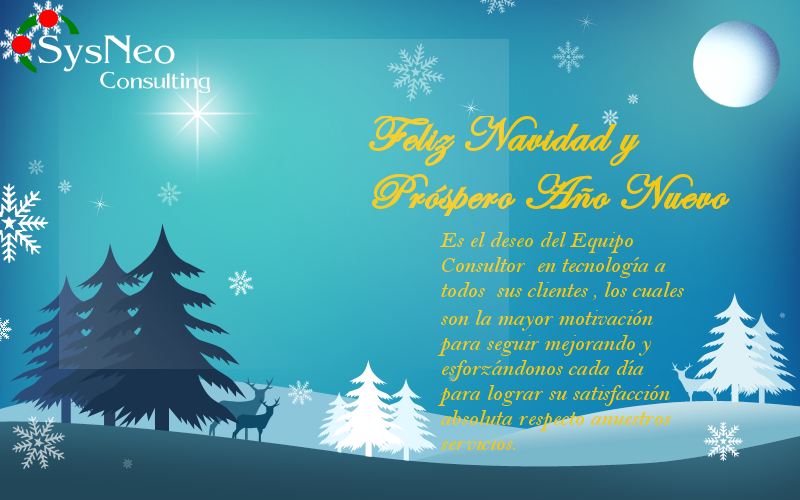 SysNeo
Consulting
Feliz Navidad y
Próspero Año Nuevo
Es el deseo del Equipo
Consultor en tecnología a
todos sus clientes , los cuales
son la mayor motivación
para seguir mejorando y
esforzándonos cada día
para lograr su satisfacción
absoluta respecto anuestros
servicios.